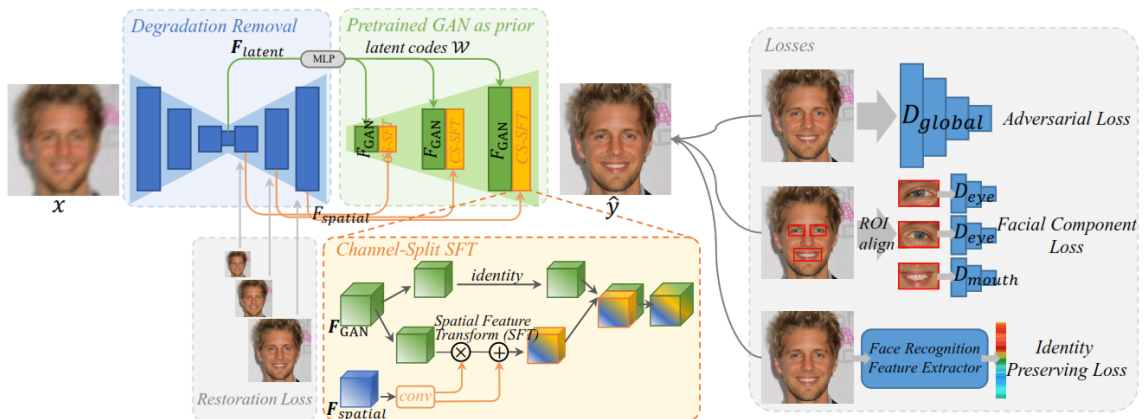 Degradation Removal
F_latent
MLP
Pretrained GAN as prior
latent codes W
F_GAN
CS-SFT
F_GAN
CS-SFT
F_GAN
CS-SFT
x
F_spatial
ŷ
Restoration Loss
Channel-Split SFT
identity
F_GAN
Spatial Feature
Transform (SFT)
F_spatial
conv
Losses
D_global
Adversarial Loss
ROI
align
D_eye
D_eye
D_mouth
Facial Component
Loss
Face Recognition
Feature Extractor
Identity
Preserving Loss